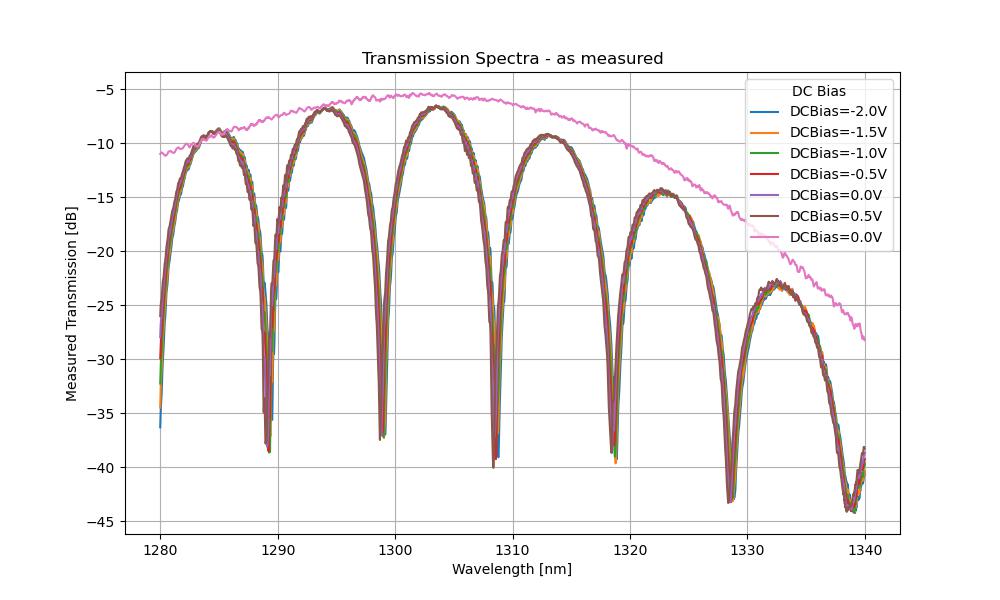 Transmission Spectra - as measured
DC Bias
DCBias=-2.0V
DCBias=-1.5V
DCBias=-1.0V
DCBias=-0.5V
DCBias=0.0V
DCBias=0.5V
DCBias=0.0V
Measured Transmission [dB]
−5
−10
−15
−20
−25
−30
−35
−40
−45
1280 1290 1300 1310 1320 1330 1340
Wavelength [nm]